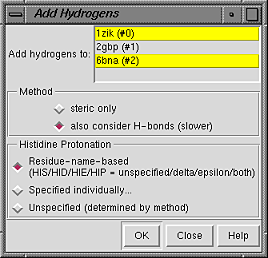 Add Hydrogens
1zik (#0)
Add hydrogens to:
2gbp (#1)
6bna (#2)
Method
steric only
also consider H-bonds (slower)
Histidine Protonation
Residue-name-based
(HIS/HID/HIE/HIP = unspecified/delta/epsilon/both)
Specified individually...
Unspecified (determined by method)
OK Close Help